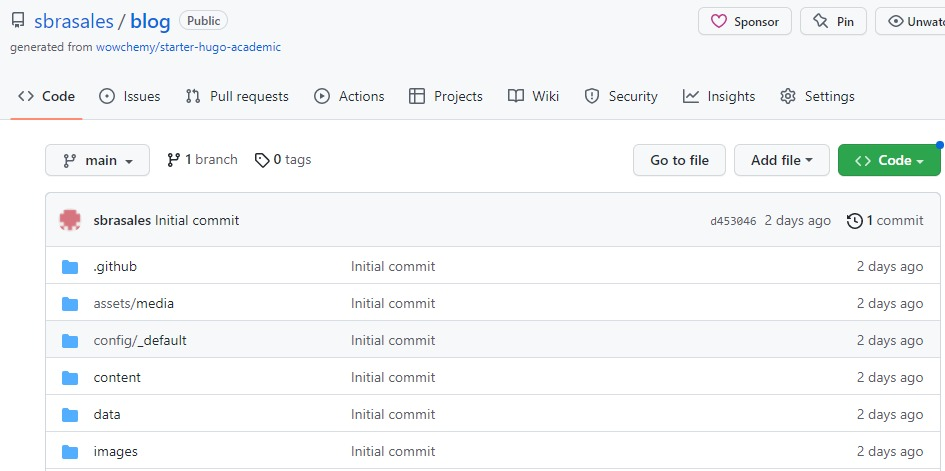 sbrasales / blog Public Sponsor Pin
generated from wowchemy/starter-hugo-academic
Code Issues Pull requests Actions Projects Wiki Security Insights Settings
main 1 branch 0 tags Go to file Add file Code
sbrasales Initial commit d453046 2 days ago 1 commit
.github Initial commit 2 days ago
assets/media Initial commit 2 days ago
config/_default Initial commit 2 days ago
content Initial commit 2 days ago
data Initial commit 2 days ago
images Initial commit 2 days ago